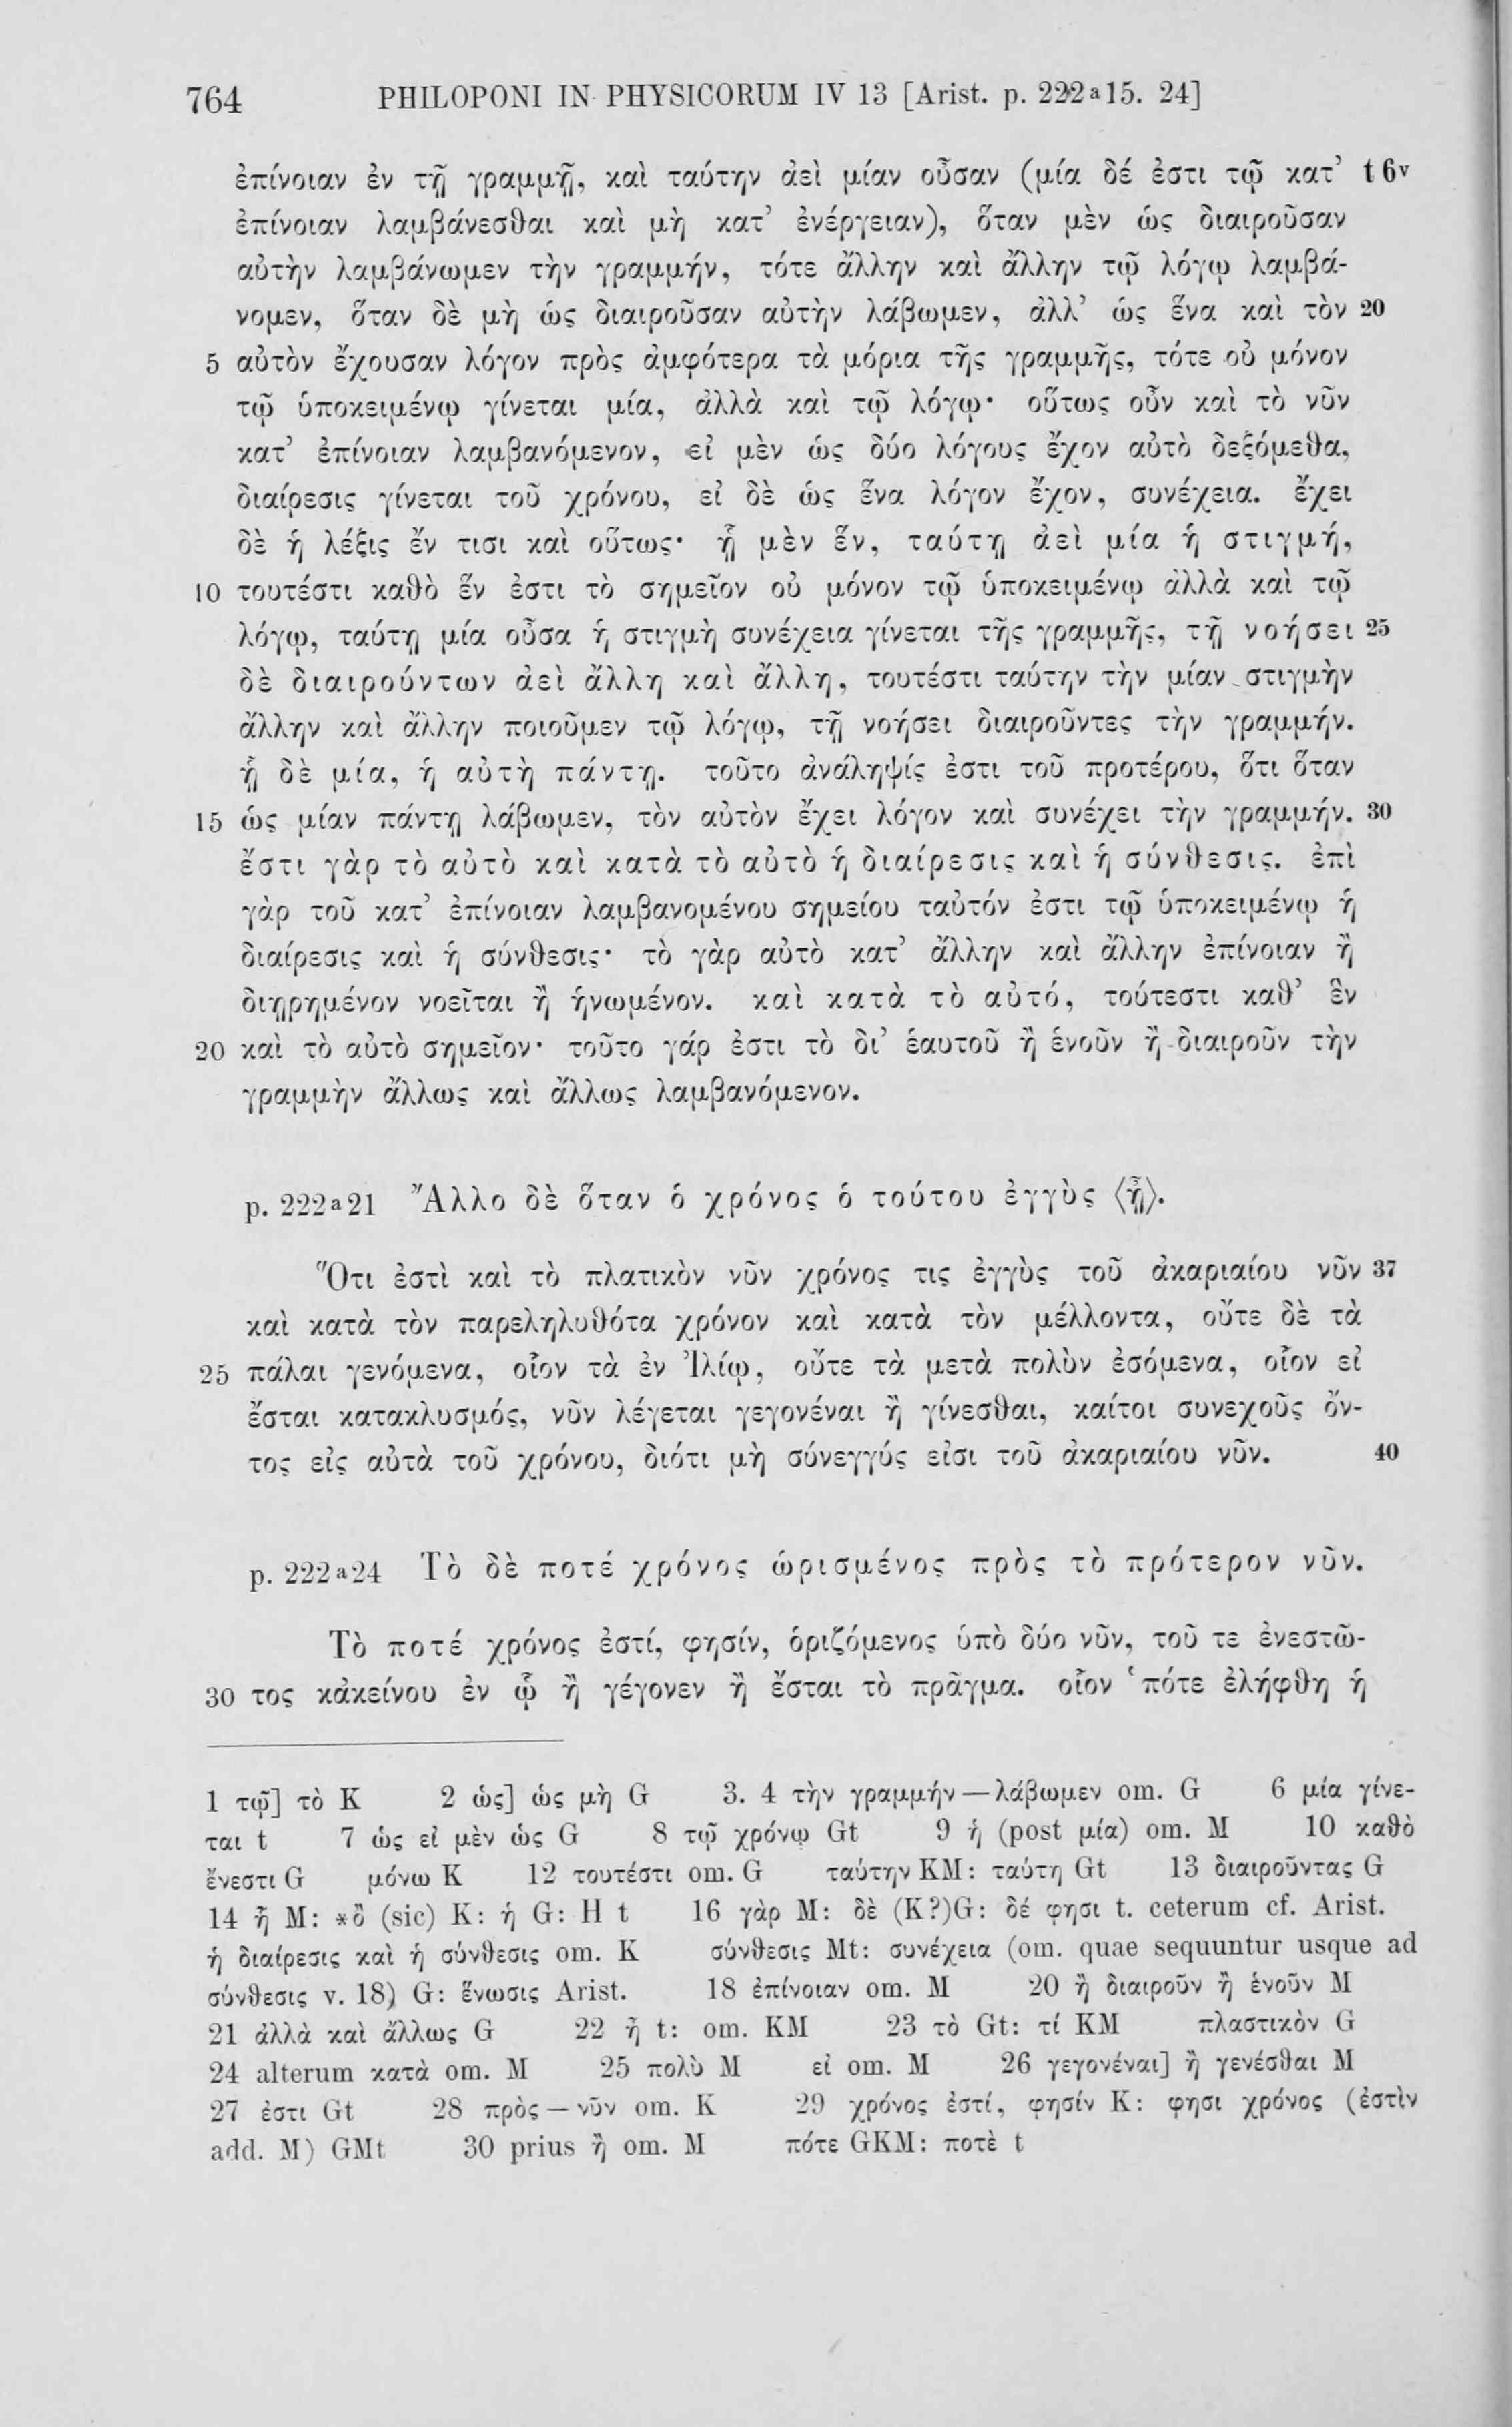 764 PHILOPONI IN PHYSICORUM IV 13 [Arist. p. 222a15. 24]
ἐπίνοιαν ἐν τῇ γραμμῇ, καὶ ταύτην ἀεὶ μίαν οὖσαν (μία δέ ἐστι τῷ κατ’ t 6v
ἐπίνοιαν λαμβάνεσθαι καὶ μὴ κατ’ ἐνέργειαν), ὅταν μὲν ὡς διαιροῦσαν
αὐτὴν λαμβάνωμεν τὴν γραμμήν, τότε ἄλλην καὶ ἄλλην τῷ λόγῳ λαμβά-
νομεν, ὅταν δὲ μὴ ὡς διαιροῦσαν αὐτὴν λάβωμεν, ἀλλ’ ὡς ἕνα καὶ τὸν 20
5 αὐτὸν ἔχουσαν λόγον πρὸς ἀμφότερα τὰ μόρια τῆς γραμμῆς, τότε οὐ μόνον
τῷ ὑποκειμένῳ γίνεται μία, ἀλλὰ καὶ τῷ λόγῳ· οὕτως οὖν καὶ τὸ νῦν
κατ’ ἐπίνοιαν λαμβανόμενον, εἰ μὲν ὡς δύο λόγους ἔχον αὐτὸ δεξόμεθα,
διαίρεσις γίνεται τοῦ χρόνου, εἰ δὲ ὡς ἕνα λόγον ἔχον, συνέχεια. ἔχει
δὲ ἡ λέξις ἔν τισι καὶ οὕτως· ᾗ μὲν ἕν, ταύτῃ ἀεὶ μία ἡ στιγμή,
10 τουτέστι καθὸ ἕν ἐστι τὸ σημεῖον οὐ μόνον τῷ ὑποκειμένῳ ἀλλὰ καὶ τῷ
λόγῳ, ταύτῃ μία οὖσα ἡ στιγμὴ συνέχεια γίνεται τῆς γραμμῆς, τῇ νοήσει 25
δὲ διαιρούντων ἀεὶ ἄλλη καὶ ἄλλη, τουτέστι ταύτην τὴν μίαν στιγμὴν
ἄλλην καὶ ἄλλην ποιοῦμεν τῷ λόγῳ, τῇ νοήσει διαιροῦντες τὴν γραμμήν.
ᾗ δὲ μία, ἡ αὐτὴ πάντῃ. τοῦτο ἀνάληψίς ἐστι τοῦ προτέρου, ὅτι ὅταν
15 ὡς μίαν πάντῃ λάβωμεν, τὸν αὐτὸν ἔχει λόγον καὶ συνέχει τὴν γραμμήν. 30
ἔστι γὰρ τὸ αὐτὸ καὶ κατὰ τὸ αὐτὸ ἡ διαίρεσις καὶ ἡ σύνθεσις. ἐπὶ
γὰρ τοῦ κατ’ ἐπίνοιαν λαμβανομένου σημείου ταὐτόν ἐστι τῷ ὑποκειμένῳ ἡ
διαίρεσις καὶ ἡ σύνθεσις· τὸ γὰρ αὐτὸ κατ’ ἄλλην καὶ ἄλλην ἐπίνοιαν ἢ
διῃρημένον νοεῖται ἢ ἡνωμένον. καὶ κατὰ τὸ αὐτό, τούτεστι καθ’ ἓν
20 καὶ τὸ αὐτὸ σημεῖον· τοῦτο γάρ ἐστι τὸ δι’ ἑαυτοῦ ἢ ἑνοῦν ἢ διαιροῦν τὴν
γραμμὴν ἄλλως καὶ ἄλλως λαμβανόμενον.
p. 222a21 Ἄλλο δὲ ὅταν ὁ χρόνος ὁ τούτου ἐγγὺς ⟨ᾖ⟩.
Ὅτι ἐστὶ καὶ τὸ πλατικὸν νῦν χρόνος τις ἐγγὺς τοῦ ἀκαριαίου νῦν 37
καὶ κατὰ τὸν παρεληλυθότα χρόνον καὶ κατὰ τὸν μέλλοντα, οὔτε δὲ τὰ
25 πάλαι γενόμενα, οἷον τὰ ἐν Ἰλίῳ, οὔτε τὰ μετὰ πολὺν ἐσόμενα, οἷον εἰ
ἔσται κατακλυσμός, νῦν λέγεται γεγονέναι ἢ γίνεσθαι, καίτοι συνεχοῦς ὄν-
τος εἰς αὐτὰ τοῦ χρόνου, διότι μὴ σύνεγγύς εἰσι τοῦ ἀκαριαίου νῦν. 40
p. 222a24 Τὸ δὲ ποτέ χρόνος ὡρισμένος πρὸς τὸ πρότερον νῦν.
Τὸ ποτέ χρόνος ἐστί, φησίν, ὁριζόμενος ὑπὸ δύο νῦν, τοῦ τε ἐνεστῶ-
30 τος κἀκείνου ἐν ᾧ ἢ γέγονεν ἢ ἔσται τὸ πρᾶγμα. οἷον ‘πότε ἐλήφθη ἡ
1 τῷ] τὸ K 2 ὡς] ὡς μὴ G 3. 4 τὴν γραμμήν — λάβωμεν om. G 6 μία γίνε-
ται t 7 ὡς εἰ μὲν ὡς G 8 τῷ χρόνῳ Gt 9 ἡ (post μία) om. M 10 καθὸ
ἔνεστι G μόνω K 12 τουτέστι om. G ταύτην KM: ταύτη Gt 13 διαιροῦντας G
14 ᾗ M: *ὃ (sic) K: ἡ G: H t 16 γὰρ M: δὲ (K?)G: δέ φησι t. ceterum cf. Arist.
ἡ διαίρεσις καὶ ἡ σύνθεσις om. K σύνθεσις Mt: συνέχεια (om. quae sequuntur usque ad
σύνθεσις v. 18) G: ἕνωσις Arist. 18 ἐπίνοιαν om. M 20 ἢ διαιροῦν ἢ ἑνοῦν M
21 ἀλλὰ καὶ ἄλλως G 22 ᾖ t: om. KM 23 τὸ Gt: τί KM πλαστικὸν G
24 alterum κατὰ om. M 25 πολὺ M εἰ om. M 26 γεγονέναι] ἢ γενέσθαι M
27 ἐστι Gt 28 πρὸς — νῦν om. K 29 χρόνος ἐστί, φησίν K: φησι χρόνος (ἐστὶν
add. M) GMt 30 prius ἢ om. M πότε GKM: ποτὲ t